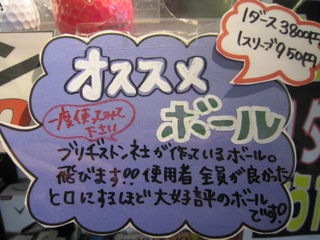 1ダース3800円
1スリーブ950円
オススメ
ボール
一度使ってみて
下さい
ブリヂストン社が作っているボール。
飛びます!!使用者全員が良かった
とロにするほど大好評のボール
です!!